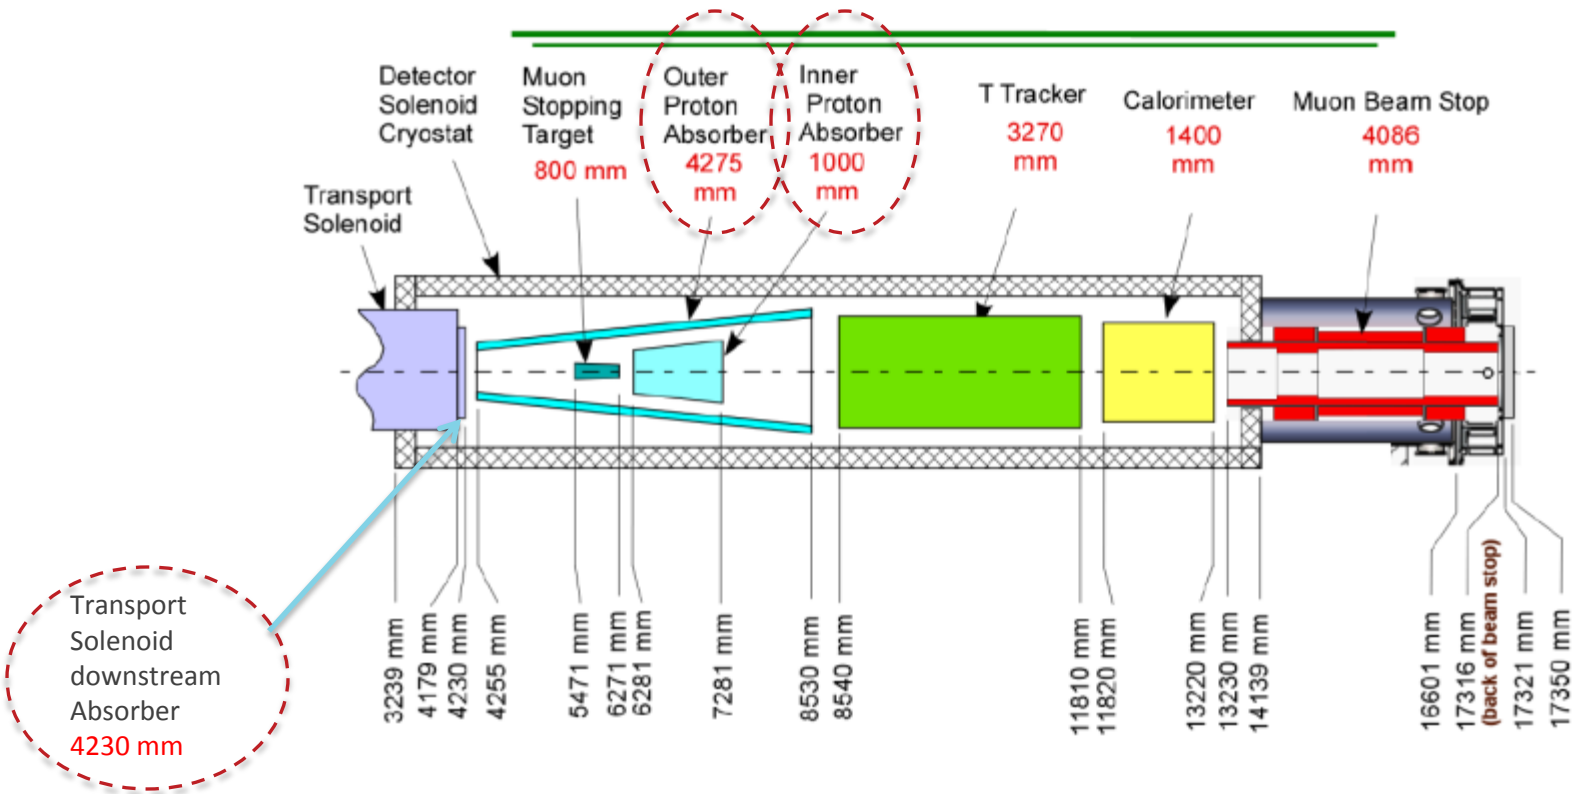 Detector
Solenoid
Cryostat
Muon
Stopping
Target
800 mm
Outer
Proton
Absorber
4275
mm
Inner
Proton
Absorber
1000
mm
T Tracker
3270
mm
Calorimeter
1400
mm
Muon Beam Stop
4086
mm
Transport
Solenoid
Transport
Solenoid
downstream
Absorber
4230 mm
3239 mm
4179 mm
4230 mm
4255 mm
5471 mm
6271 mm
6281 mm
7281 mm
8530 mm
8540 mm
11810 mm
11820 mm
13220 mm
13230 mm
14139 mm
16601 mm
17316 mm
(back of beam stop)
17321 mm
17350 mm